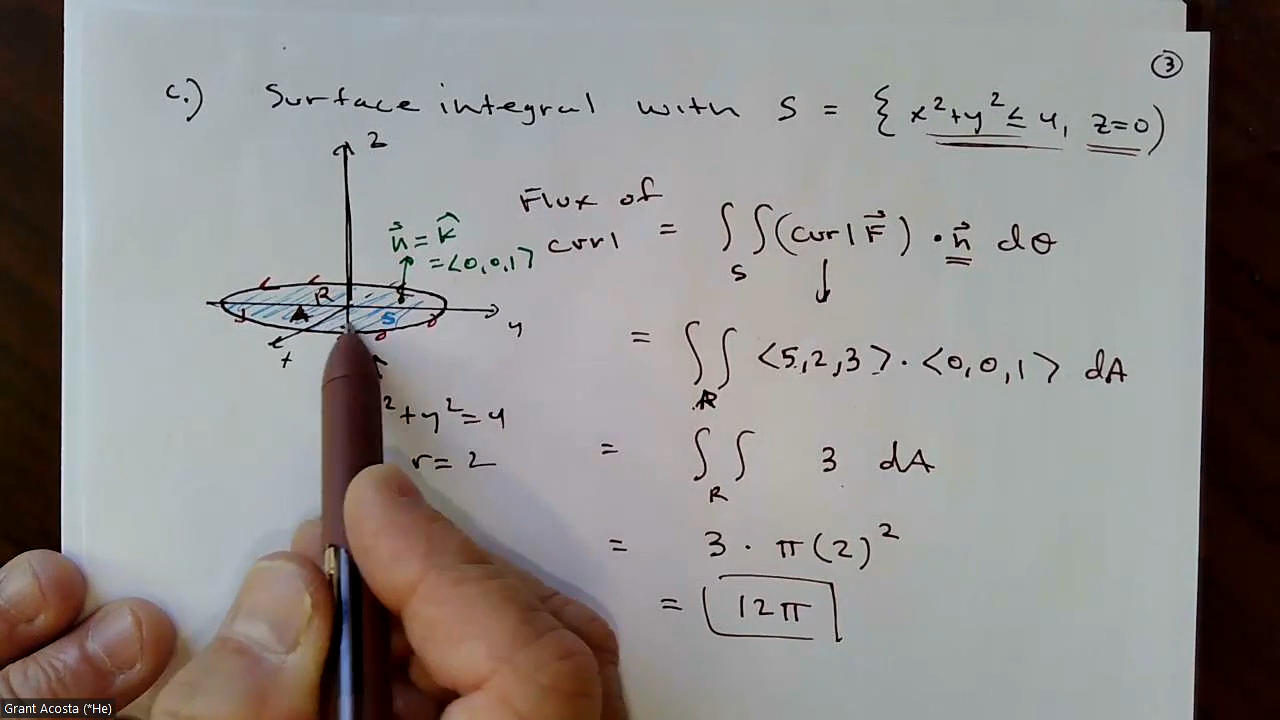 ③
c.) Surface integral with S = { x²+y² ≤ 4, z=0 )
z
Flux of curl = ∫∫ (curl F⃗) · n⃗ dσ
S
n⃗ = k̂
= <0,0,1>
R
S
y
x
= ∫∫ <5,2,3> · <0,0,1> dA
R
²+y²=4
r=2
= ∫∫ 3 dA
R
= 3 · π(2)²
= 12π
Grant Acosta (*He)